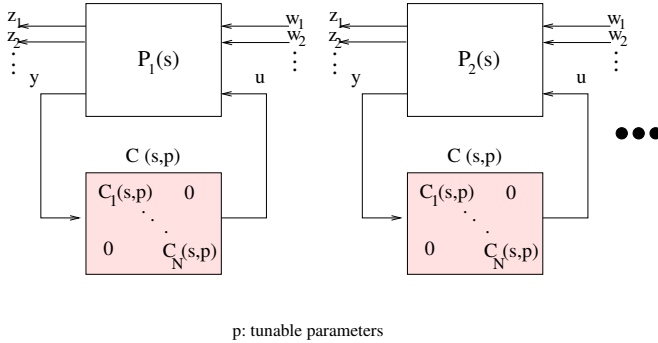 z1 w1 z1 w1
z2 w2 z2 w2
P1(s) P2(s)
y u y u
C (s,p) C (s,p)
C1(s,p) 0 C1(s,p) 0
0 CN(s,p) 0 CN(s,p)
p: tunable parameters